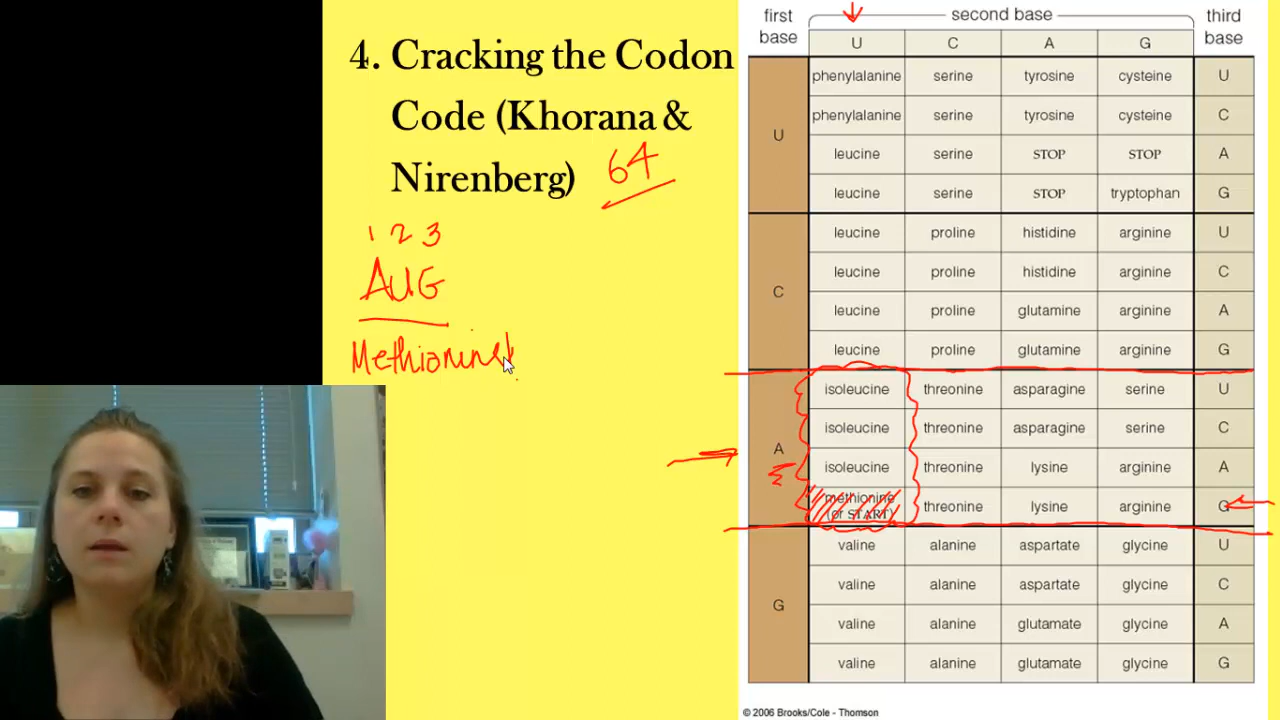 4. Cracking the Codon
Code (Khorana &
Nirenberg)
64
1 2 3
AUG
Methionine
first base second base third base
U C A G
U
phenylalanine serine tyrosine cysteine U
phenylalanine serine tyrosine cysteine C
leucine serine STOP STOP A
leucine serine STOP tryptophan G
C
leucine proline histidine arginine U
leucine proline histidine arginine C
leucine proline glutamine arginine A
leucine proline glutamine arginine G
A
isoleucine threonine asparagine serine U
isoleucine threonine asparagine serine C
isoleucine threonine lysine arginine A
methionine (or START) threonine lysine arginine G
G
valine alanine aspartate glycine U
valine alanine aspartate glycine C
valine alanine glutamate glycine A
valine alanine glutamate glycine G
© 2006 Brooks/Cole - Thomson